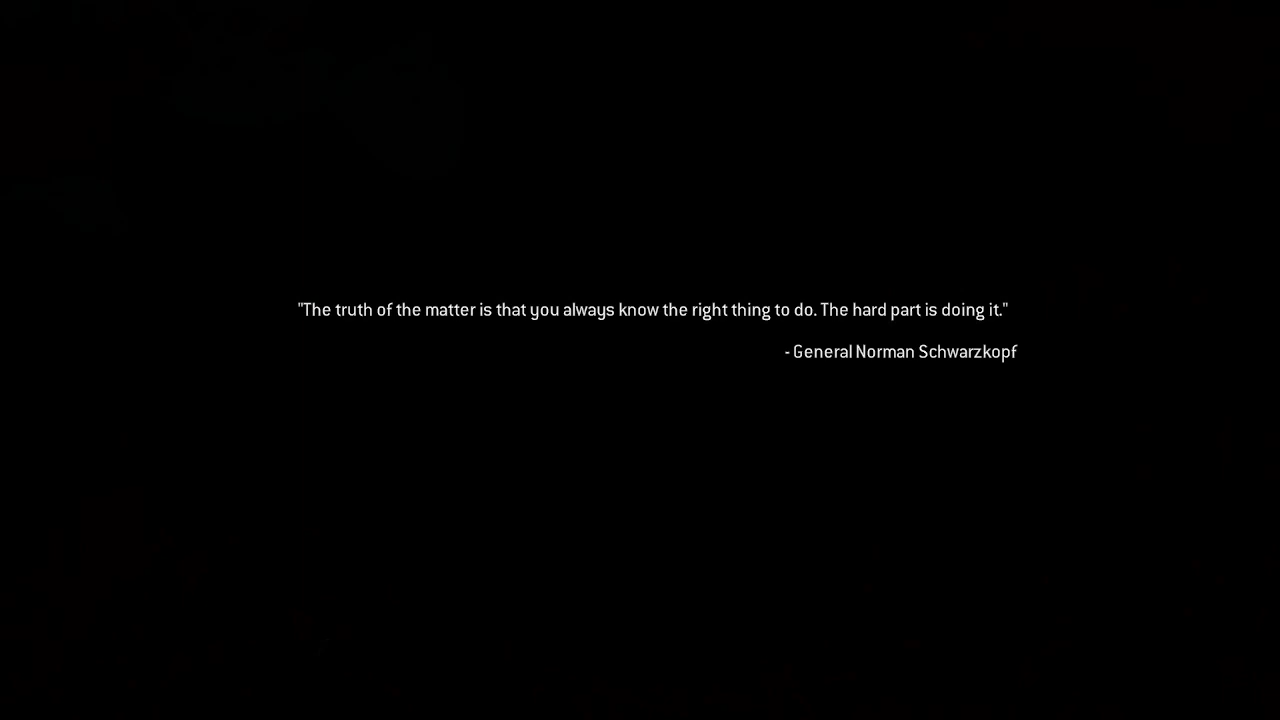 "The truth of the matter is that you always know the right thing to do. The hard part is doing it."
- General Norman Schwarzkopf